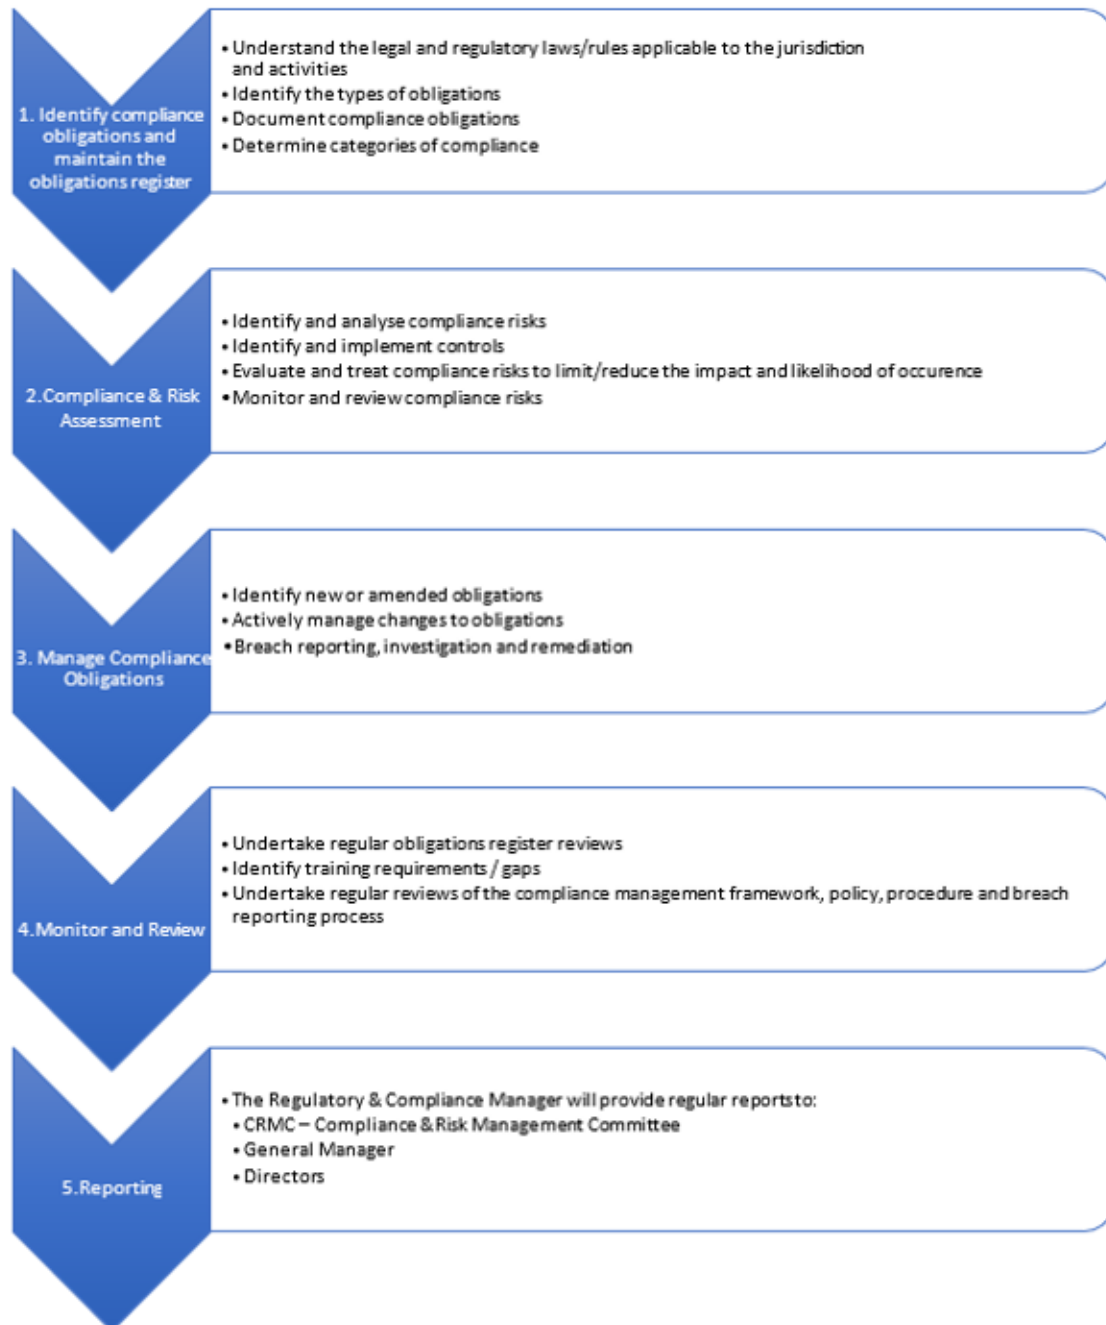 1. Identify compliance
obligations and
maintain the
obligations register
• Understand the legal and regulatory laws/rules applicable to the jurisdiction
and activities
• Identify the types of obligations
• Document compliance obligations
• Determine categories of compliance
2.Compliance & Risk
Assessment
• Identify and analyse compliance risks
• Identify and implement controls
• Evaluate and treat compliance risks to limit/reduce the impact and likelihood of occurence
• Monitor and review compliance risks
3. Manage Compliance
Obligations
• Identify new or amended obligations
• Actively manage changes to obligations
• Breach reporting, investigation and remediation
4.Monitor and Review
• Undertake regular obligations register reviews
• Identify training requirements / gaps
• Undertake regular reviews of the compliance management framework, policy, procedure and breach
reporting process
5.Reporting
• The Regulatory & Compliance Manager will provide regular reports to:
• CRMC – Compliance & Risk Management Committee
• General Manager
• Directors